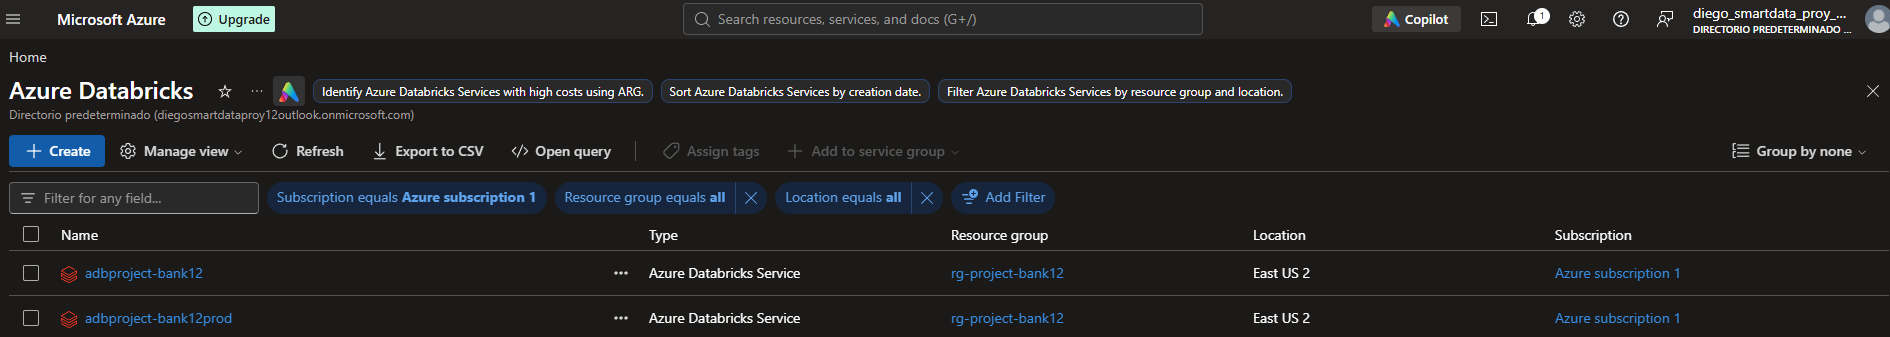 Microsoft Azure Upgrade Search resources, services, and docs (G+/) Copilot 1 diego_smartdata_proy_...
DIRECTORIO PREDETERMINADO ...
Home
Azure Databricks ... Identify Azure Databricks Services with high costs using ARG. Sort Azure Databricks Services by creation date. Filter Azure Databricks Services by resource group and location.
Directorio predeterminado (diegosmartdataproy12outlook.onmicrosoft.com)
Create Manage view Refresh Export to CSV Open query Assign tags Add to service group Group by none
Filter for any field... Subscription equals Azure subscription 1 Resource group equals all Location equals all Add Filter
Name Type Resource group Location Subscription
adbproject-bank12 ... Azure Databricks Service rg-project-bank12 East US 2 Azure subscription 1
adbproject-bank12prod ... Azure Databricks Service rg-project-bank12 East US 2 Azure subscription 1